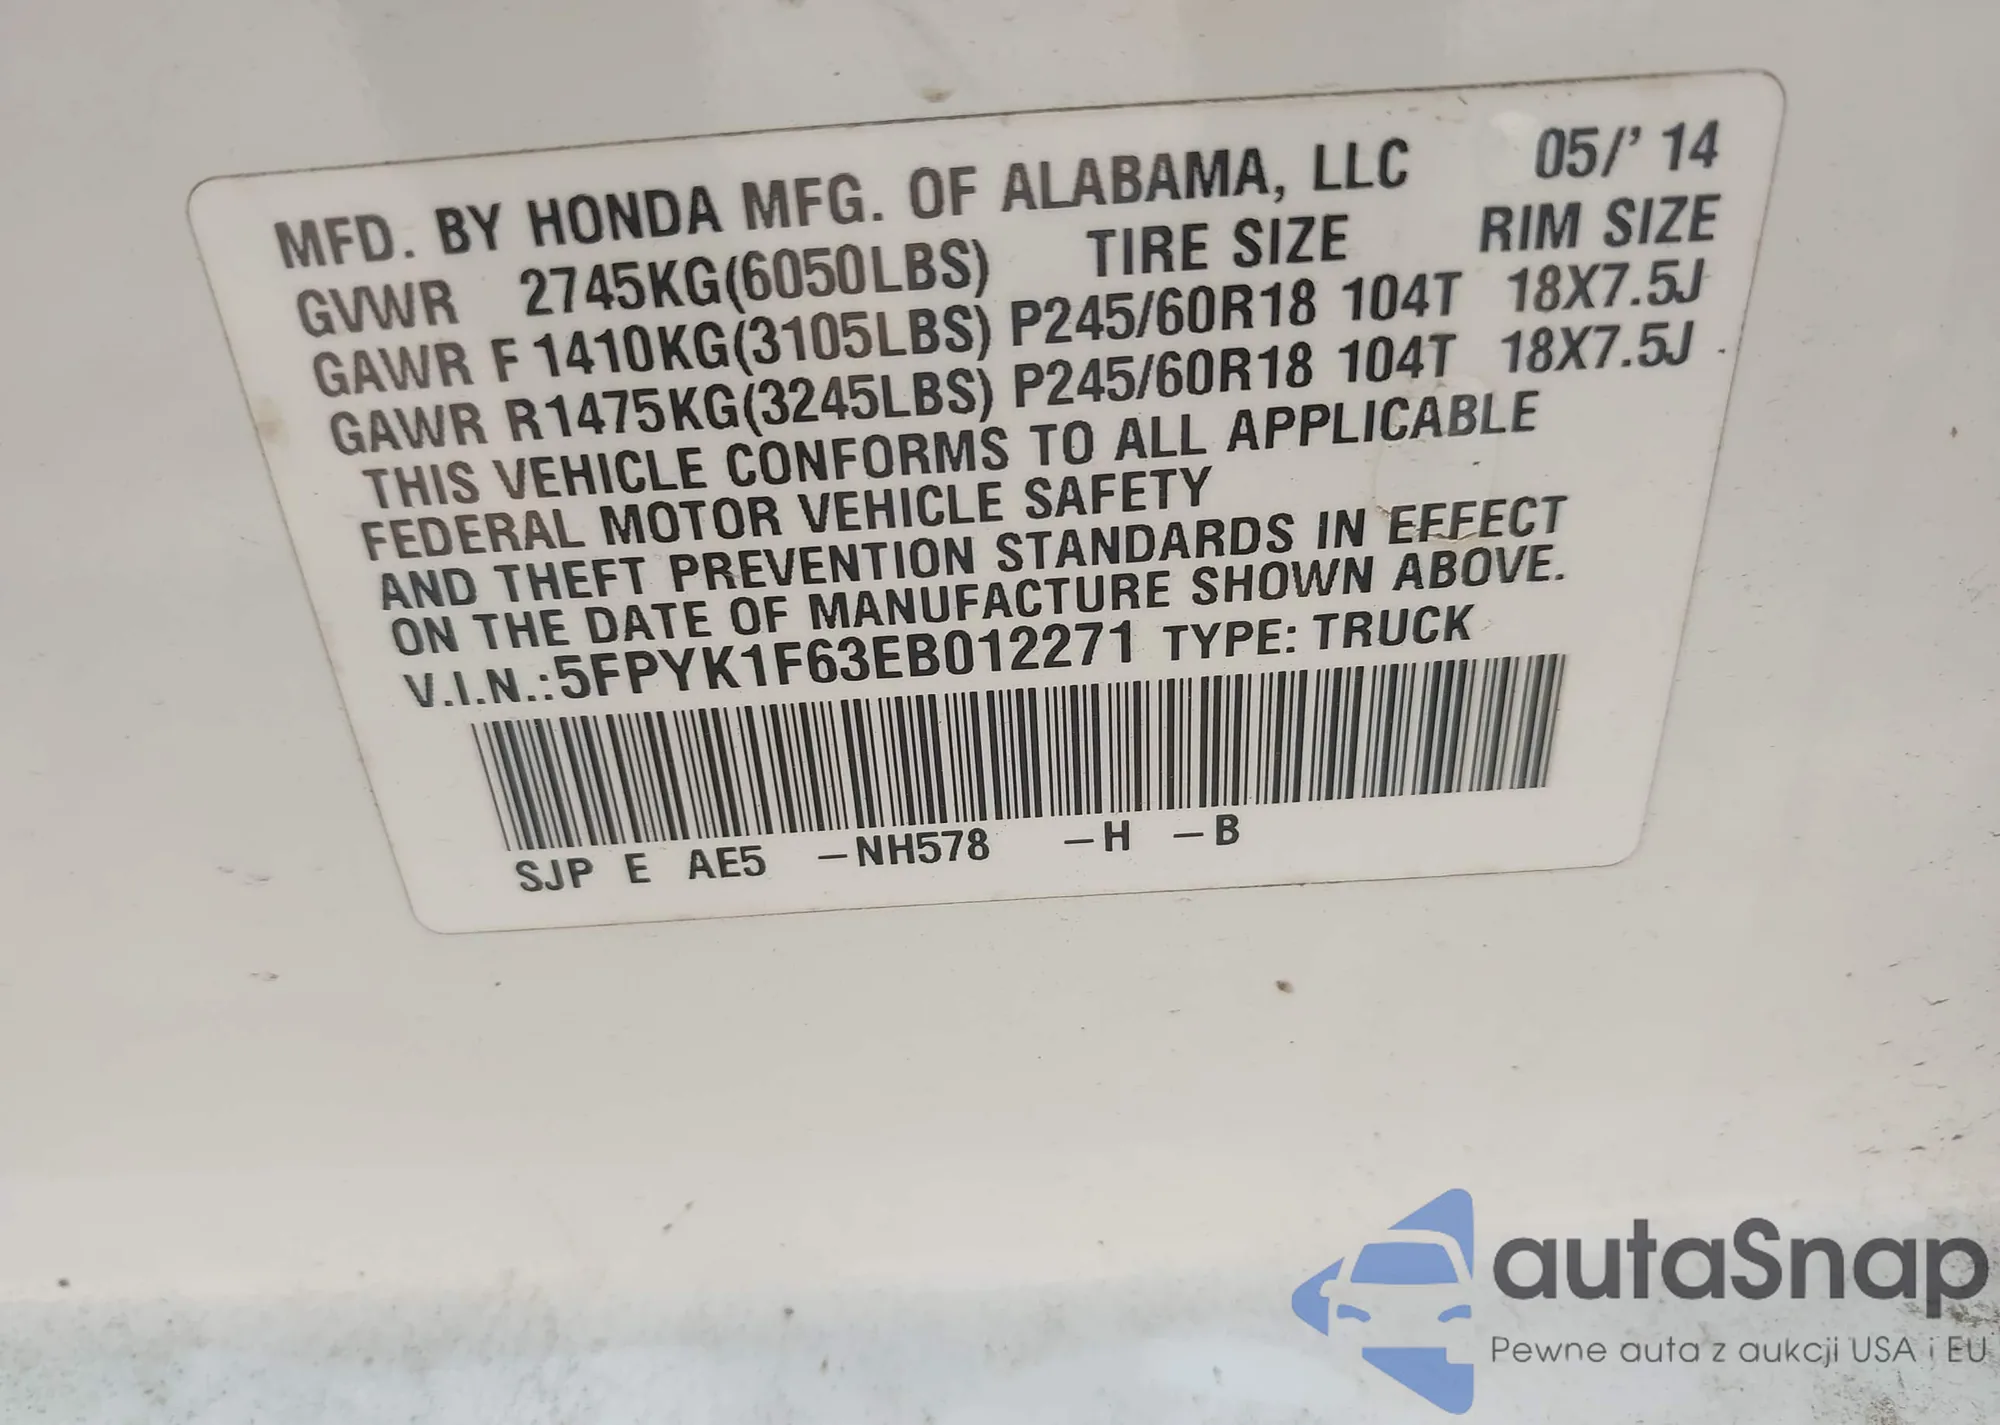 MFD. BY HONDA MFG. OF ALABAMA, LLC 05/'14
GVWR 2745KG(6050LBS) TIRE SIZE RIM SIZE
GAWR F 1410KG(3105LBS) P245/60R18 104T 18X7.5J
GAWR R1475KG(3245LBS) P245/60R18 104T 18X7.5J
THIS VEHICLE CONFORMS TO ALL APPLICABLE
FEDERAL MOTOR VEHICLE SAFETY
AND THEFT PREVENTION STANDARDS IN EFFECT
ON THE DATE OF MANUFACTURE SHOWN ABOVE.
V.I.N.:5FPYK1F63EB012271 TYPE: TRUCK
SJP E AE5 –NH578 –H –B
autaSnap
Pewne auta z aukcji USA i EU